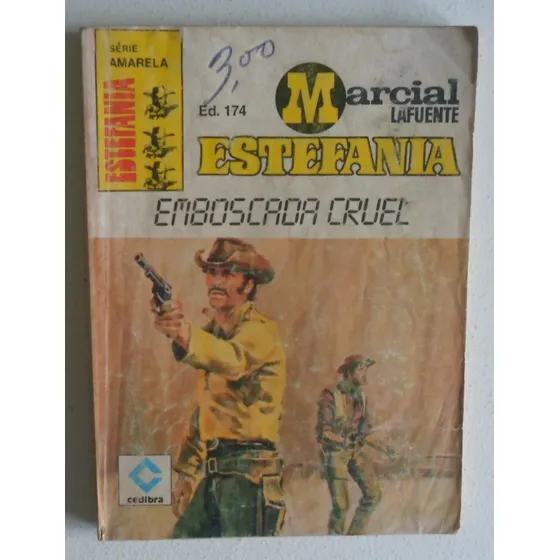 SÉRIE
AMARELA
ESTEFANIA
3,00
Ed. 174
Marcial
LAFUENTE
ESTEFANIA
EMBOSCADA CRUEL
cedibra